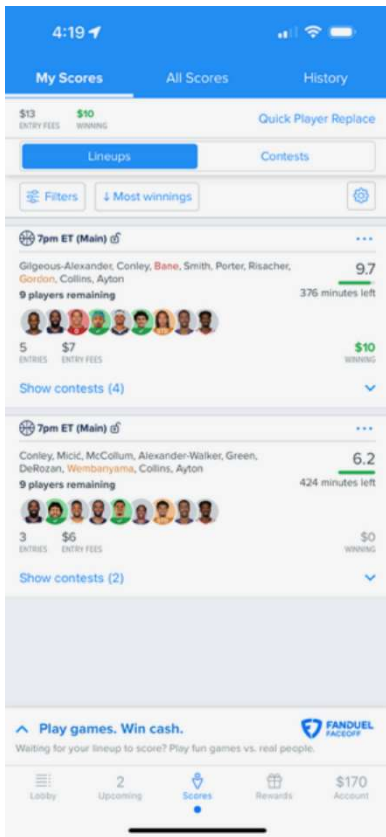 4:19
My Scores All Scores History
$13 $10 Quick Player Replace
ENTRY FEES WINNING
Lineups Contests
Filters ↓ Most winnings
7pm ET (Main)
Gilgeous-Alexander, Conley, Bane, Smith, Porter, Risacher, 9.7
Gordon, Collins, Ayton
9 players remaining 376 minutes left
5 $7 $10
ENTRIES ENTRY FEES WINNING
Show contests (4)
7pm ET (Main)
Conley, Micić, McCollum, Alexander-Walker, Green, 6.2
DeRozan, Wembanyama, Collins, Ayton
9 players remaining 424 minutes left
3 $6 $0
ENTRIES ENTRY FEES WINNING
Show contests (2)
Play games. Win cash. FANDUEL
FACEOFF
Waiting for your lineup to score? Play fun games vs. real people.
2 $170
Lobby Upcoming Scores Rewards Account